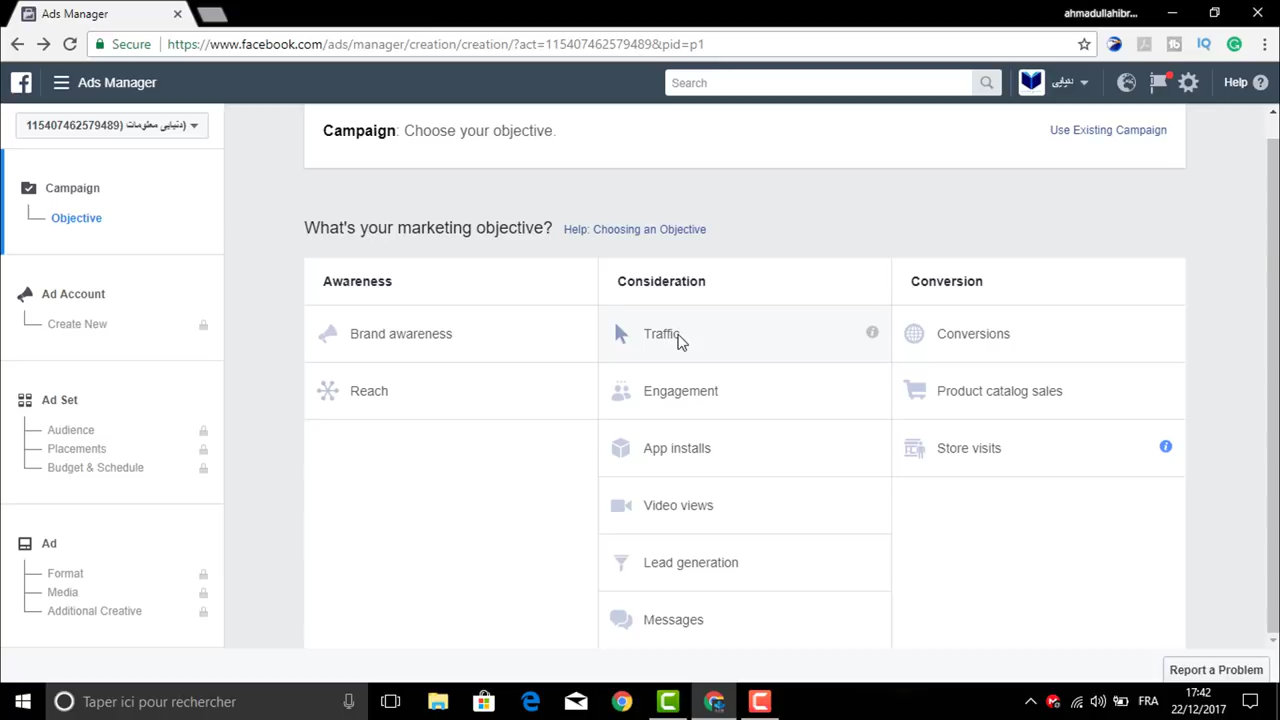 Ads Manager
ahmadullahibr...
Secure
https://www.facebook.com/ads/manager/creation/creation/?act=115407462579489&pid=p1
IQ
Ads Manager
Search
Help
(دنیایی معلومات (115407462579489
Campaign: Choose your objective.
Use Existing Campaign
Campaign
Objective
What's your marketing objective?
Help: Choosing an Objective
Awareness
Consideration
Conversion
Ad Account
Create New
Brand awareness
Traffic
Conversions
Reach
Engagement
Product catalog sales
Ad Set
Audience
Placements
Budget & Schedule
App installs
Store visits
Video views
Ad
Format
Media
Additional Creative
Lead generation
Messages
Report a Problem
Taper ici pour rechercher
FRA
17:42
22/12/2017